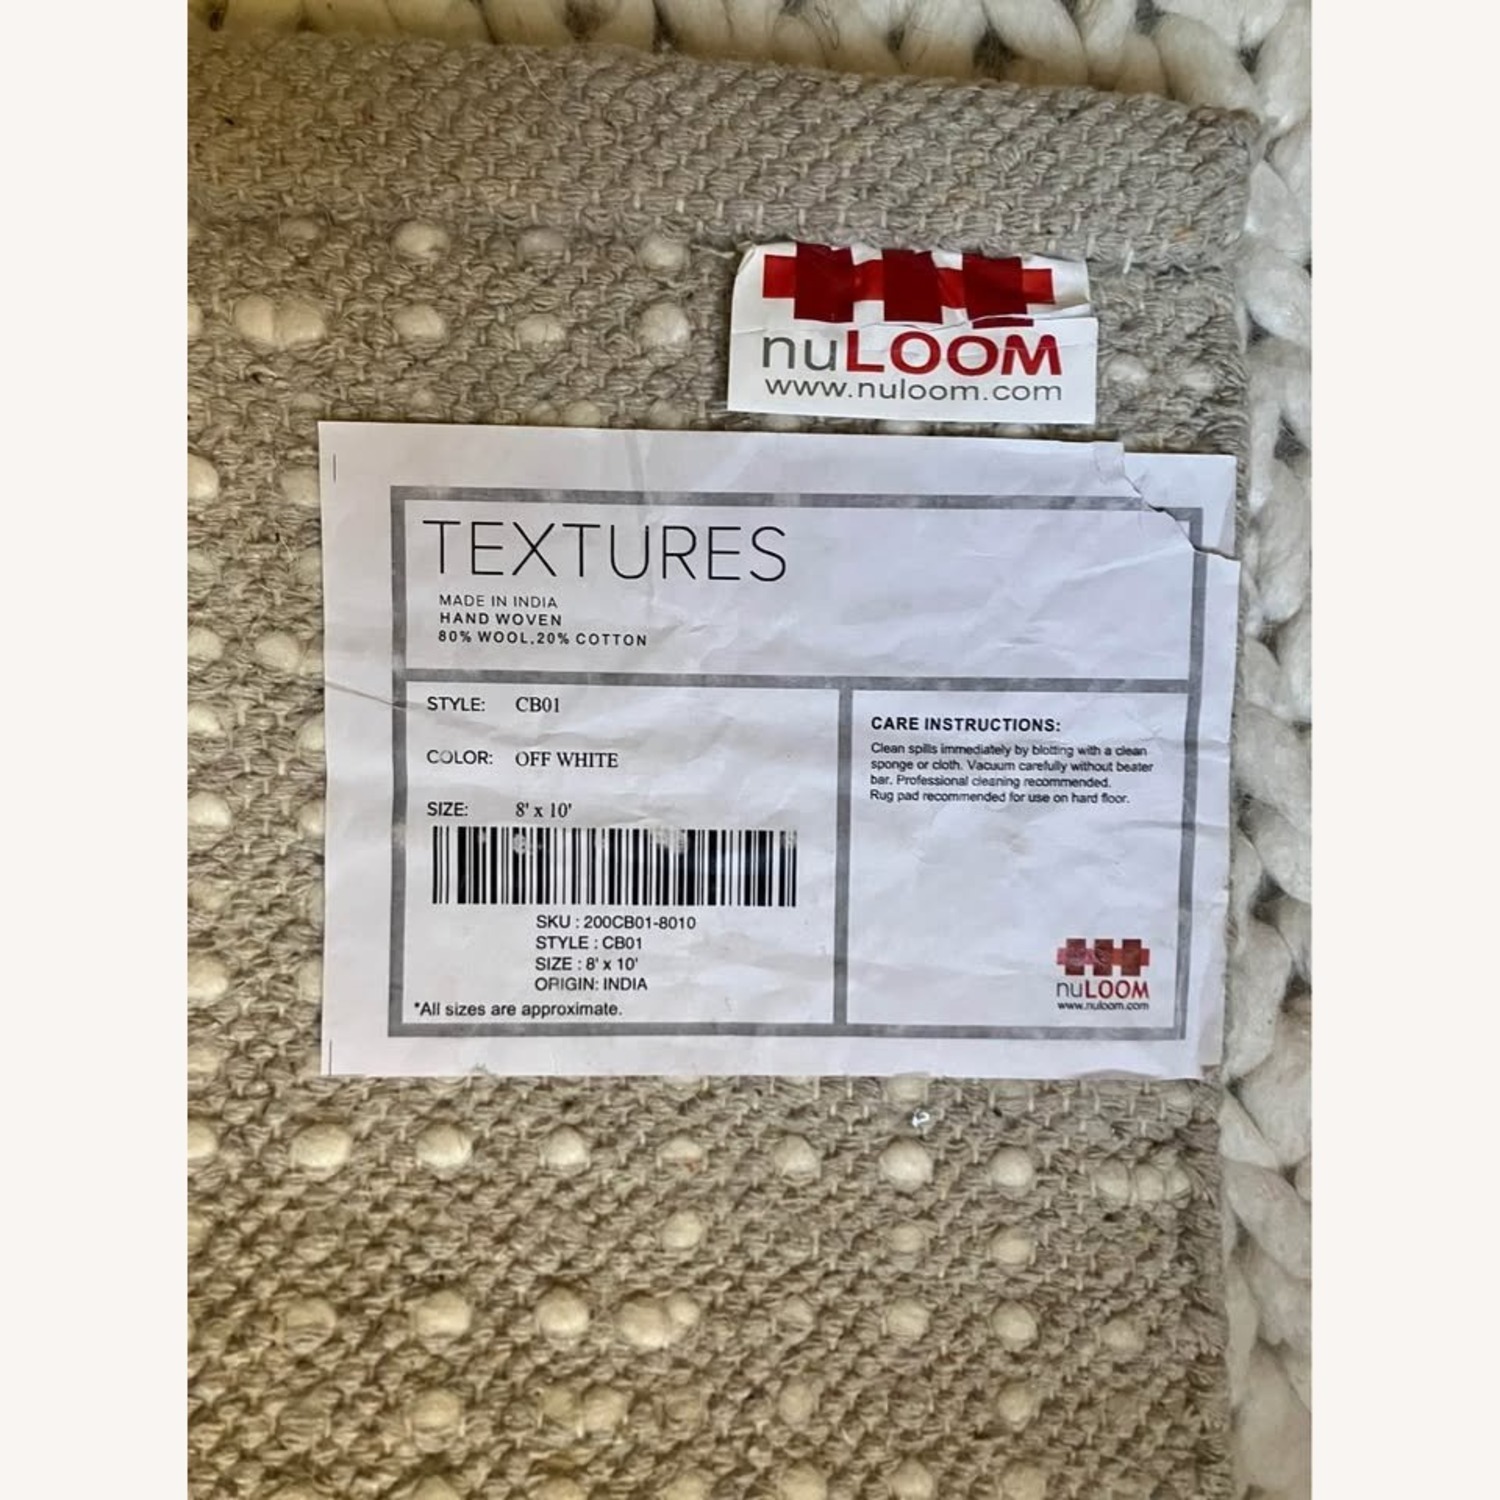 nuLOOM
www.nuloom.com
TEXTURES
MADE IN INDIA
HAND WOVEN
80% WOOL,20% COTTON
STYLE: CB01
COLOR: OFF WHITE
SIZE: 8' x 10'
SKU : 200CB01-8010
STYLE : CB01
SIZE : 8' x 10'
ORIGIN: INDIA
*All sizes are approximate.
CARE INSTRUCTIONS:
Clean spills immediately by blotting with a clean
sponge or cloth. Vacuum carefully without beater
bar. Professional cleaning recommended.
Rug pad recommended for use on hard floor.
nuLOOM
www.nuloom.com